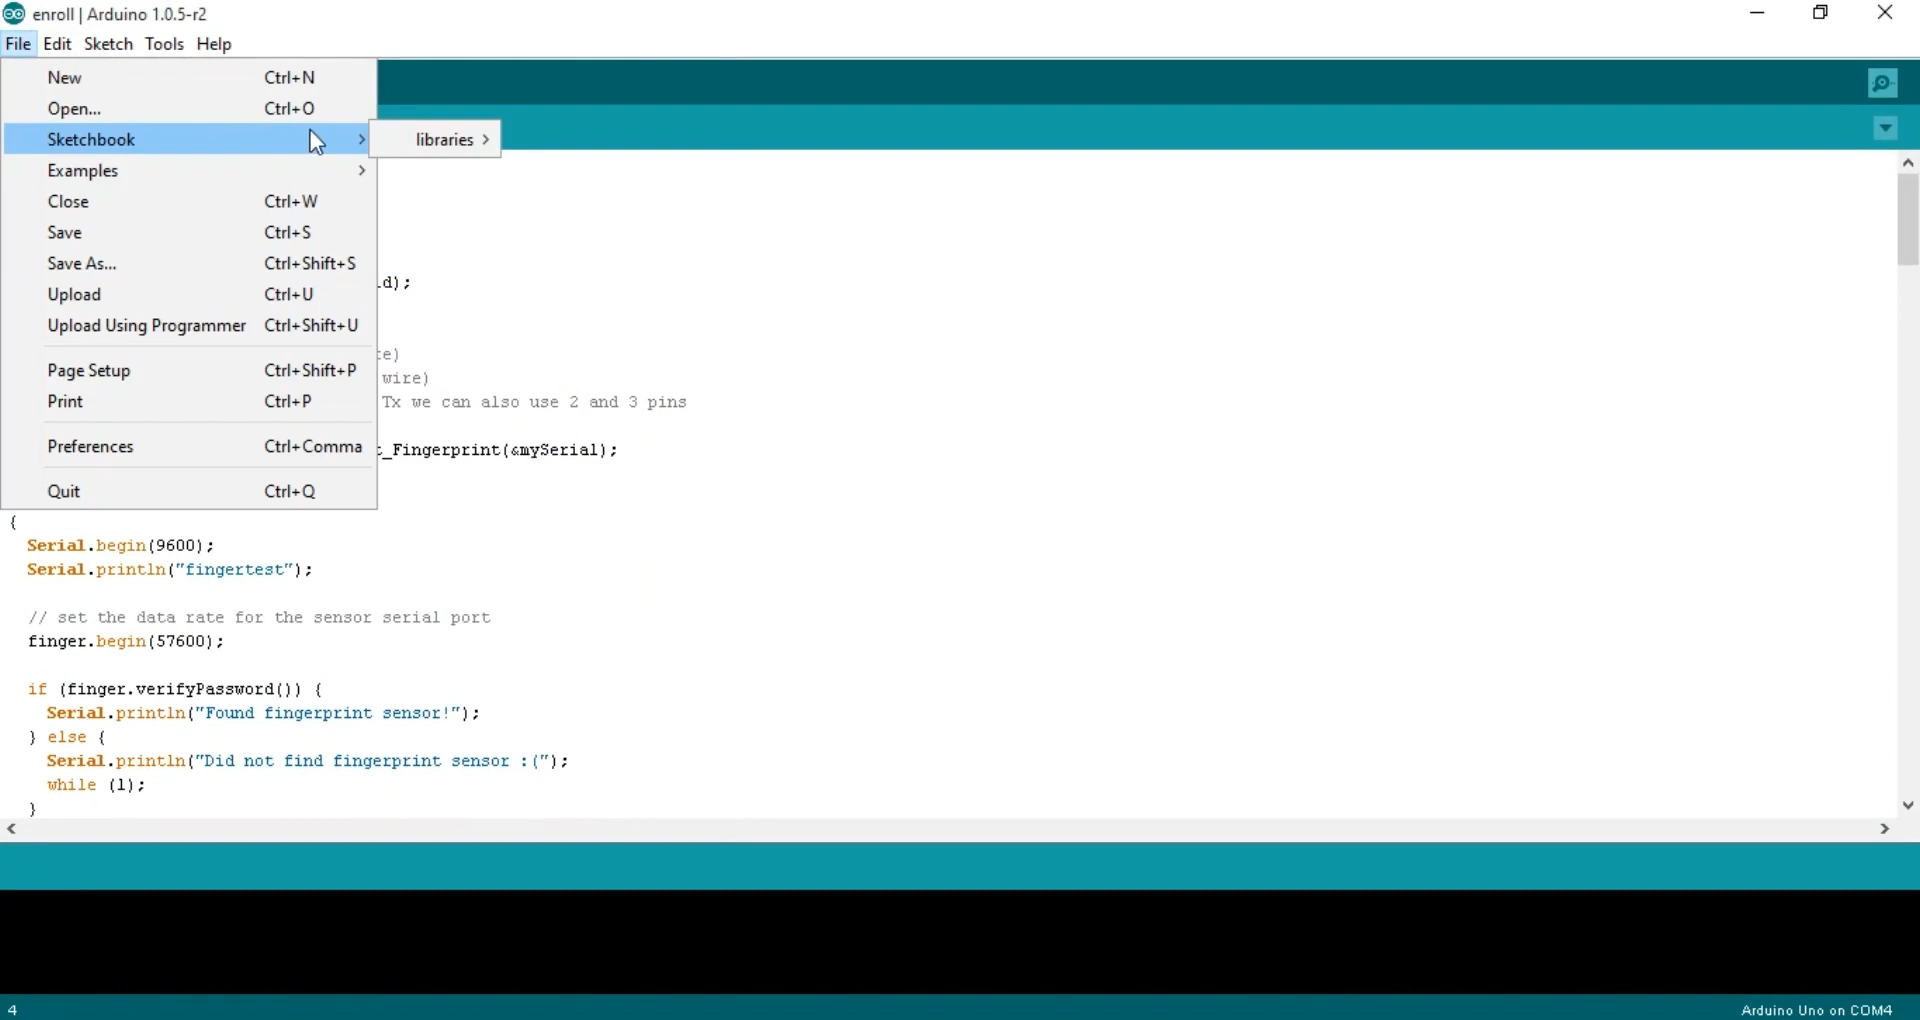 enroll | Arduino 1.0.5-r2
File Edit Sketch Tools Help
New Ctrl+N
Open... Ctrl+O
Sketchbook > libraries >
Examples >
Close Ctrl+W
Save Ctrl+S
Save As... Ctrl+Shift+S
d);
Upload Ctrl+U
Upload Using Programmer Ctrl+Shift+U
re)
Page Setup Ctrl+Shift+P
wire)
Print Ctrl+P
Tx we can also use 2 and 3 pins
Preferences Ctrl+Comma
t_Fingerprint(&mySerial);
Quit Ctrl+Q
{
Serial.begin(9600);
Serial.println("fingertest");
// set the data rate for the sensor serial port
finger.begin(57600);
if (finger.verifyPassword()) {
Serial.println("Found fingerprint sensor!");
} else {
Serial.println("Did not find fingerprint sensor :(");
while (1);
}
4
Arduino Uno on COM4